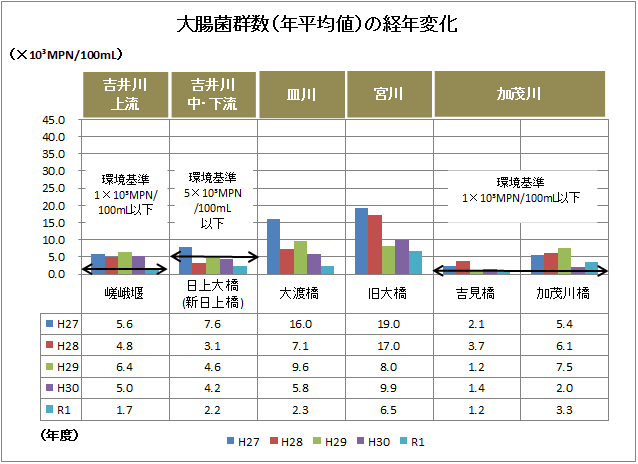 大腸菌群数（年平均値）の経年変化
（×10³MPN/100mL）
吉井川
上流
吉井川
中・下流
皿川
宮川
加茂川
45.0
40.0
35.0
30.0
25.0
20.0
15.0
10.0
5.0
0.0
環境基準
1×10³MPN/
100mL以下
環境基準
5×10³MPN
/100mL
以下
環境基準
1×10³MPN/100mL以下
嵯峨堰
日上大橋
(新日上橋)
大渡橋
旧大橋
吉見橋
加茂川橋
H27 5.6 7.6 16.0 19.0 2.1 5.4
H28 4.8 3.1 7.1 17.0 3.7 6.1
H29 6.4 4.6 9.6 8.0 1.2 7.5
H30 5.0 4.2 5.8 9.9 1.4 2.0
R1 1.7 2.2 2.3 6.5 1.2 3.3
（年度）
H27 H28 H29 H30 R1